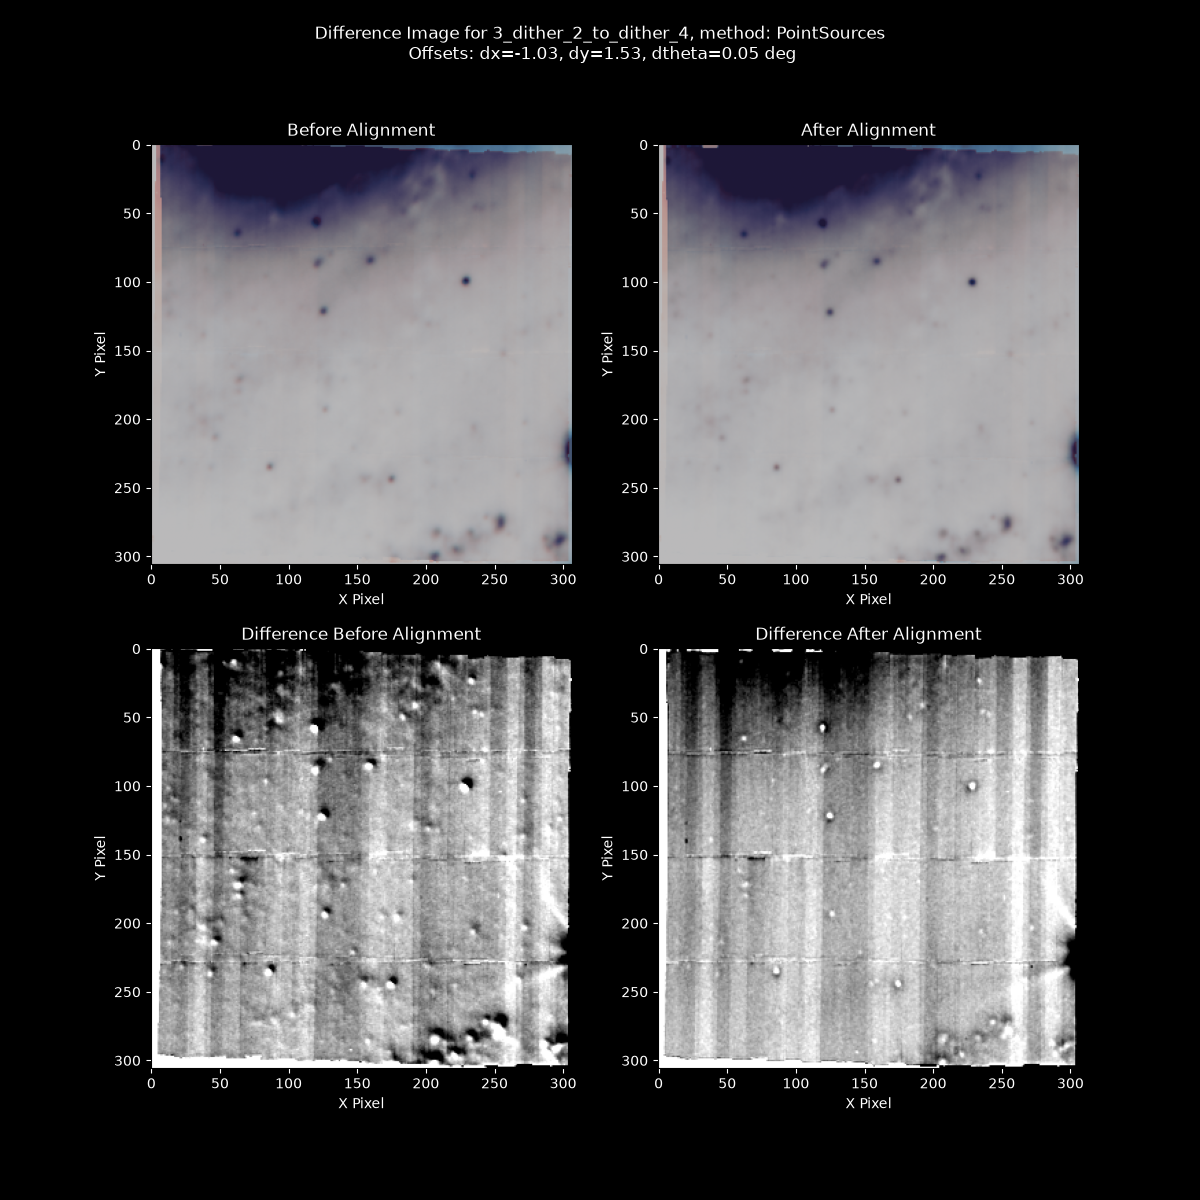 Difference Image for 3_dither_2_to_dither_4, method: PointSources
Offsets: dx=-1.03, dy=1.53, dtheta=0.05 deg
Before Alignment
0
50
100
150
200
250
300
Y Pixel
0 50 100 150 200 250 300
X Pixel
After Alignment
0
50
100
150
200
250
300
Y Pixel
0 50 100 150 200 250 300
X Pixel
Difference Before Alignment
0
50
100
150
200
250
300
Y Pixel
0 50 100 150 200 250 300
X Pixel
Difference After Alignment
0
50
100
150
200
250
300
Y Pixel
0 50 100 150 200 250 300
X Pixel